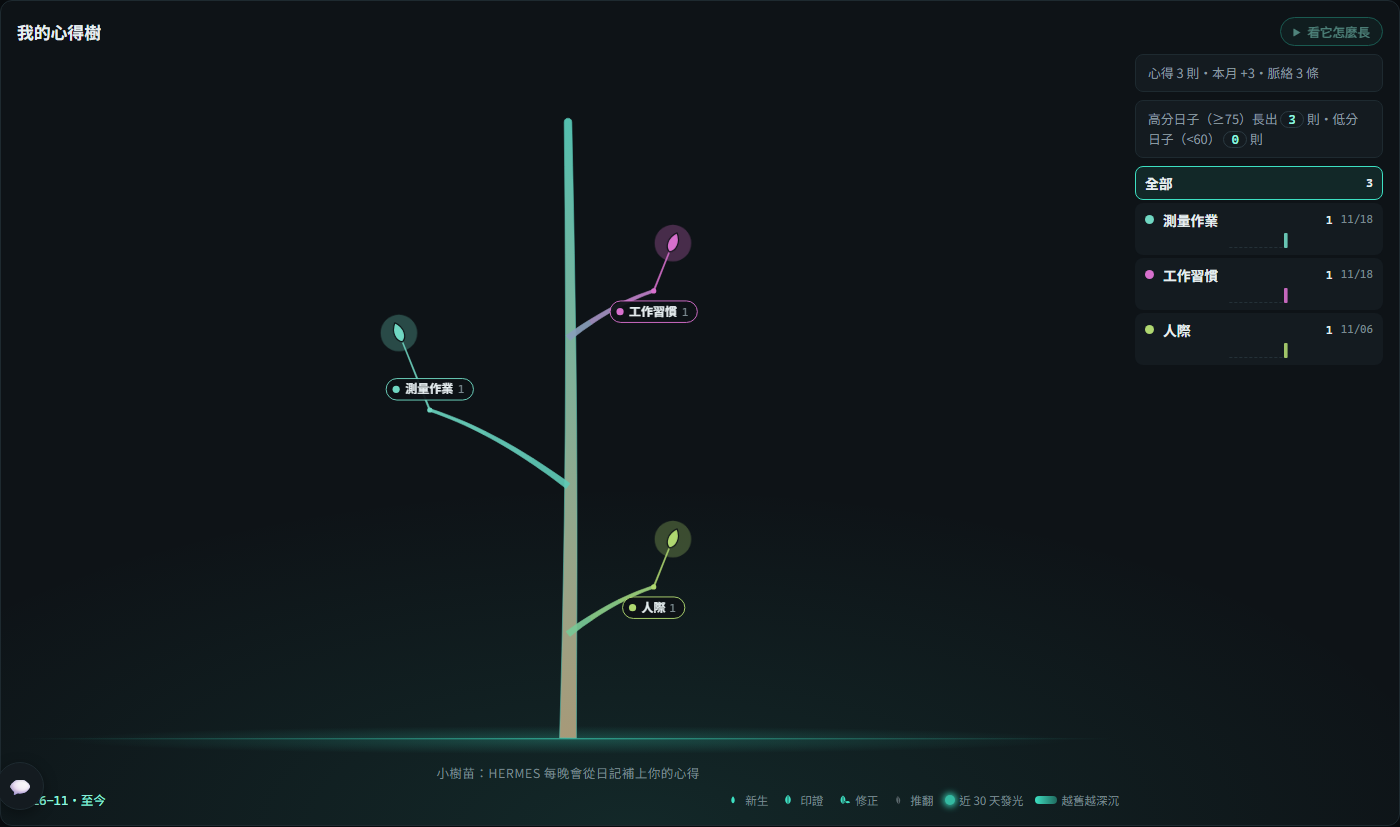 我的心得樹
看它怎麼長
心得 3 則・本月 +3・脈絡 3 條
高分日子（≥75）長出 3 則・低分
日子（<60） 0 則
全部 3
測量作業 1 11/18
工作習慣 1 11/18
人際 1 11/06
工作習慣 1
測量作業 1
人際 1
小樹苗：HERMES 每晚會從日記補上你的心得
6-11・至今
新生 印證 修正 推翻 近 30 天發光 越舊越深沉